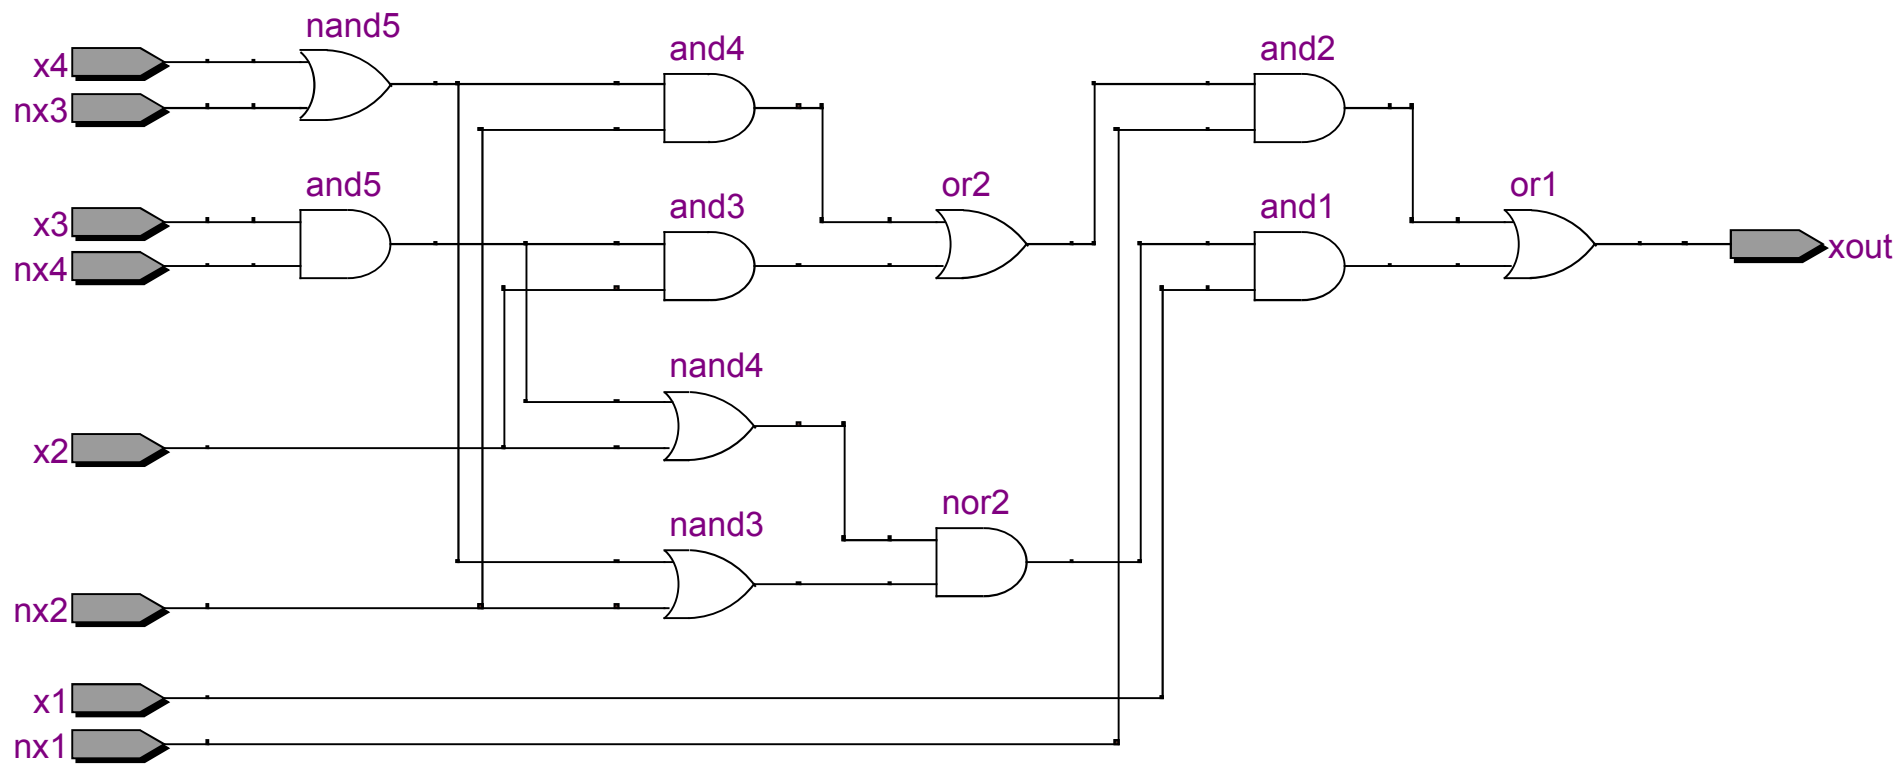 nand5
and4
and2
x4
nx3
and5
and3
or2
and1
or1
x3
nx4
xout
nand4
x2
nand3
nor2
nx2
x1
nx1